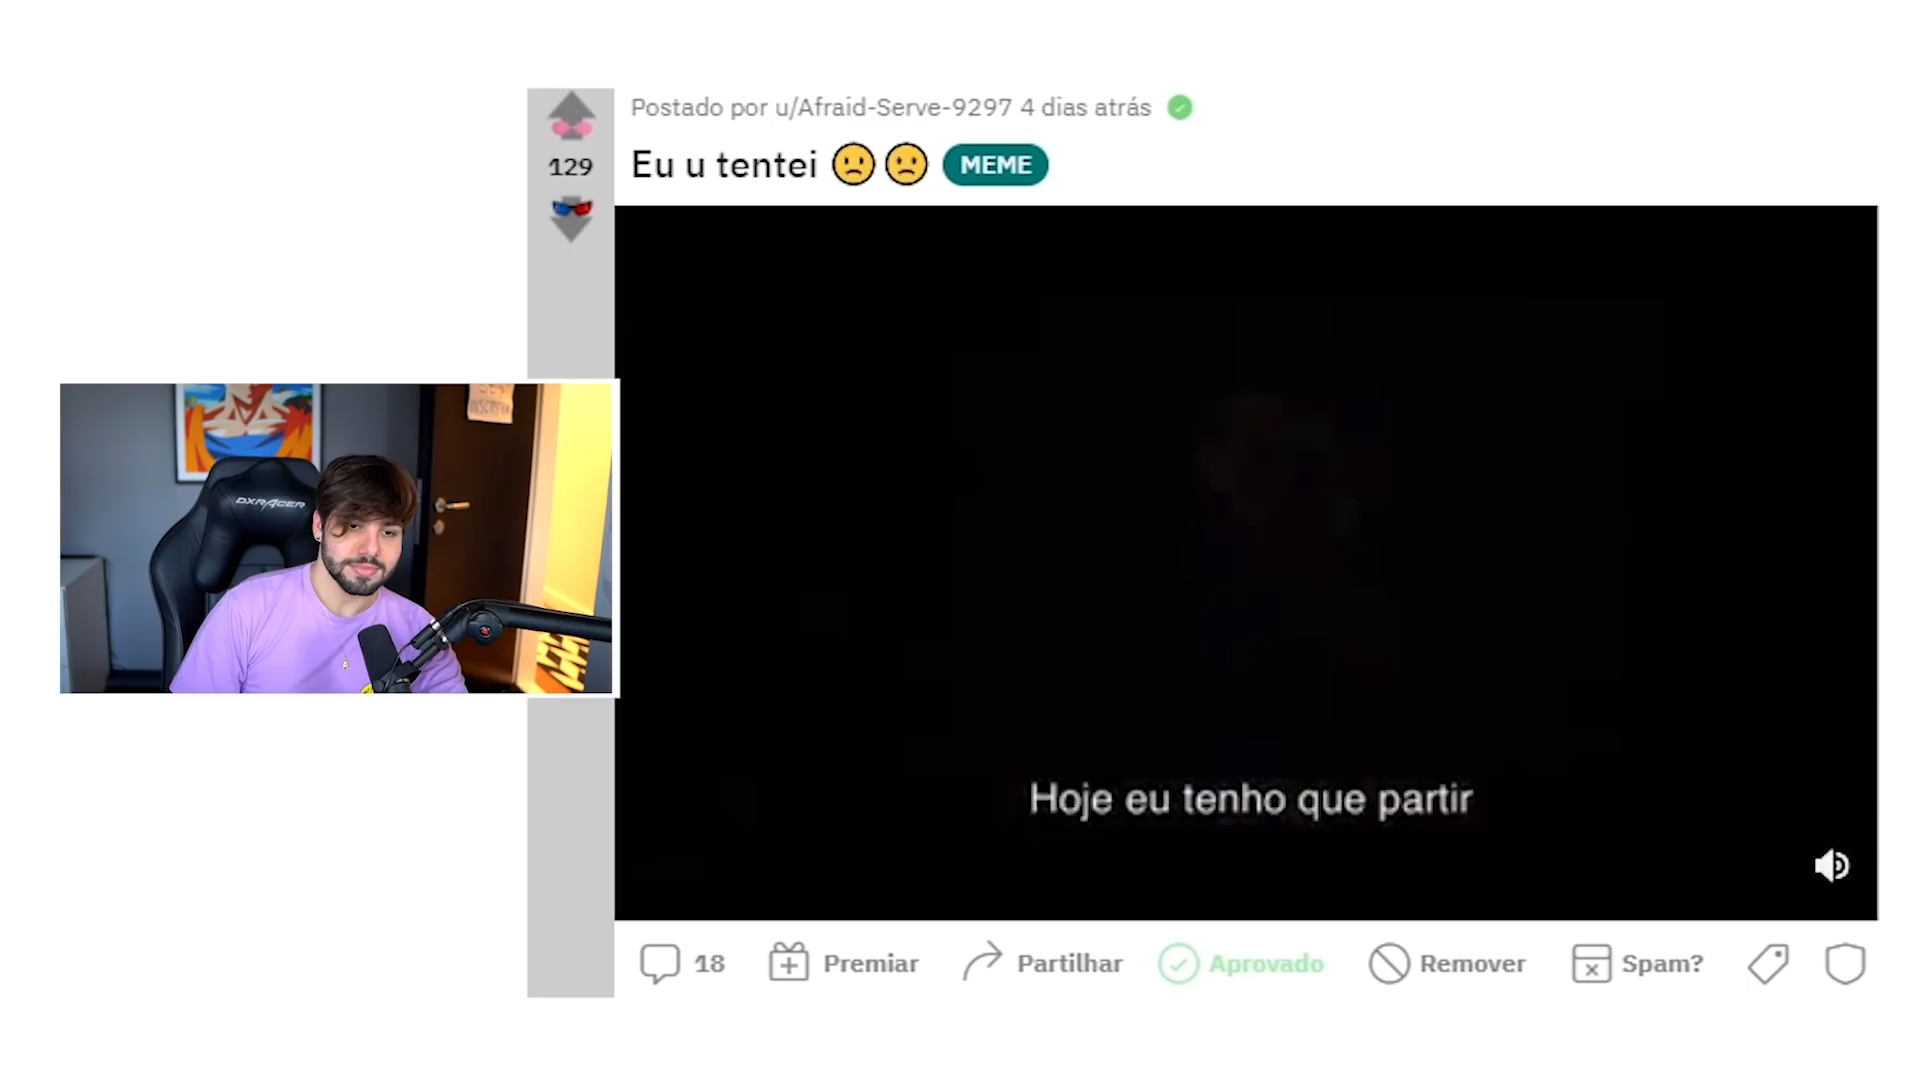 Postado por u/Afraid-Serve-9297 4 dias atrás
129
Eu u tentei 🙁🙁 MEME
DXRACER
Hoje eu tenho que partir
18 Premiar Partilhar Aprovado Remover Spam?